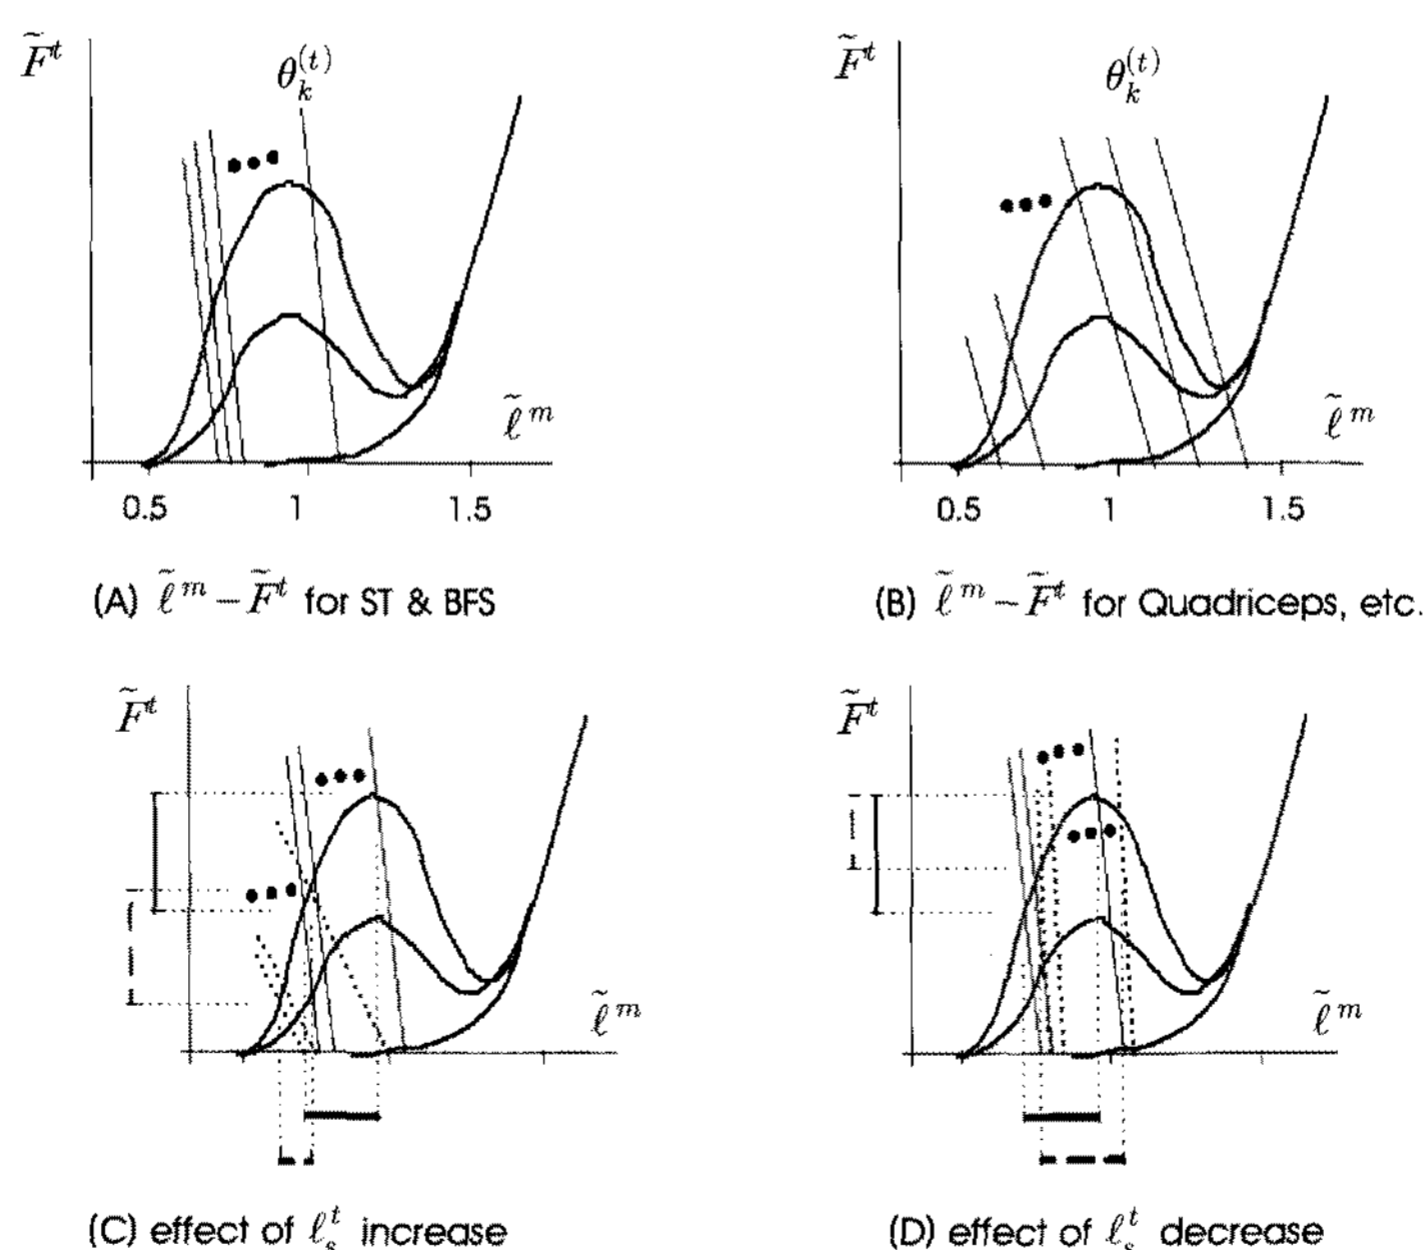 F̃ᵗ θₖ⁽ᵗ⁾
ℓ̃ᵐ
0.5 1 1.5
(A) ℓ̃ᵐ – F̃ᵗ for ST & BFS
F̃ᵗ θₖ⁽ᵗ⁾
ℓ̃ᵐ
0.5 1 1.5
(B) ℓ̃ᵐ – F̃ᵗ for Quadriceps, etc.
F̃ᵗ
ℓ̃ᵐ
(C) effect of ℓₛᵗ increase
F̃ᵗ
ℓ̃ᵐ
(D) effect of ℓₛᵗ decrease